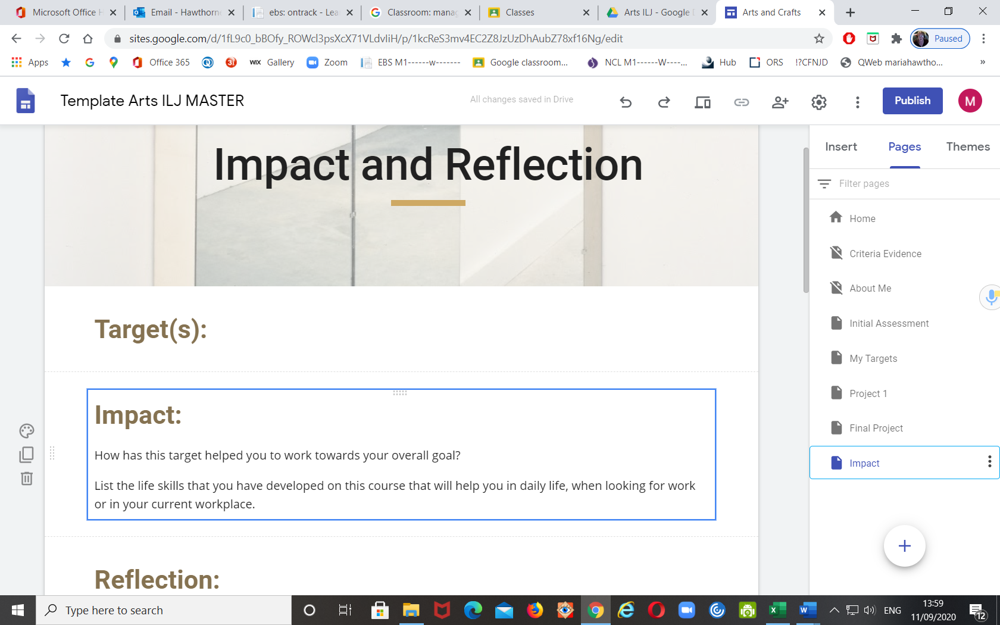 Microsoft Office H
Email - Hawthorne
ebs: ontrack - Lea
Classroom: manag
Classes
Arts ILJ - Google D
Arts and Crafts
sites.google.com/d/1fL9c0_bBOfy_ROWcl3psXcX71VLdvIiH/p/1kcReS3mv4EC2Z8JzUzDhAubZ78xf16Ng/edit
Paused
Apps
Office 365
31
WIX Gallery
Zoom
EBS M1------w-------
Google classroom...
NCL M1------W----...
Hub
ORS
!?CFNJD
QWeb mariahawtho...
»
Template Arts ILJ MASTER
All changes saved in Drive
Publish
M
Impact and Reflection
Insert
Pages
Themes
Filter pages
Home
Criteria Evidence
About Me
Initial Assessment
My Targets
Project 1
Final Project
Impact
Target(s):
Impact:
How has this target helped you to work towards your overall goal?
List the life skills that you have developed on this course that will help you in daily life, when looking for work
or in your current workplace.
Reflection:
Type here to search
ENG
13:59
11/09/2020
12